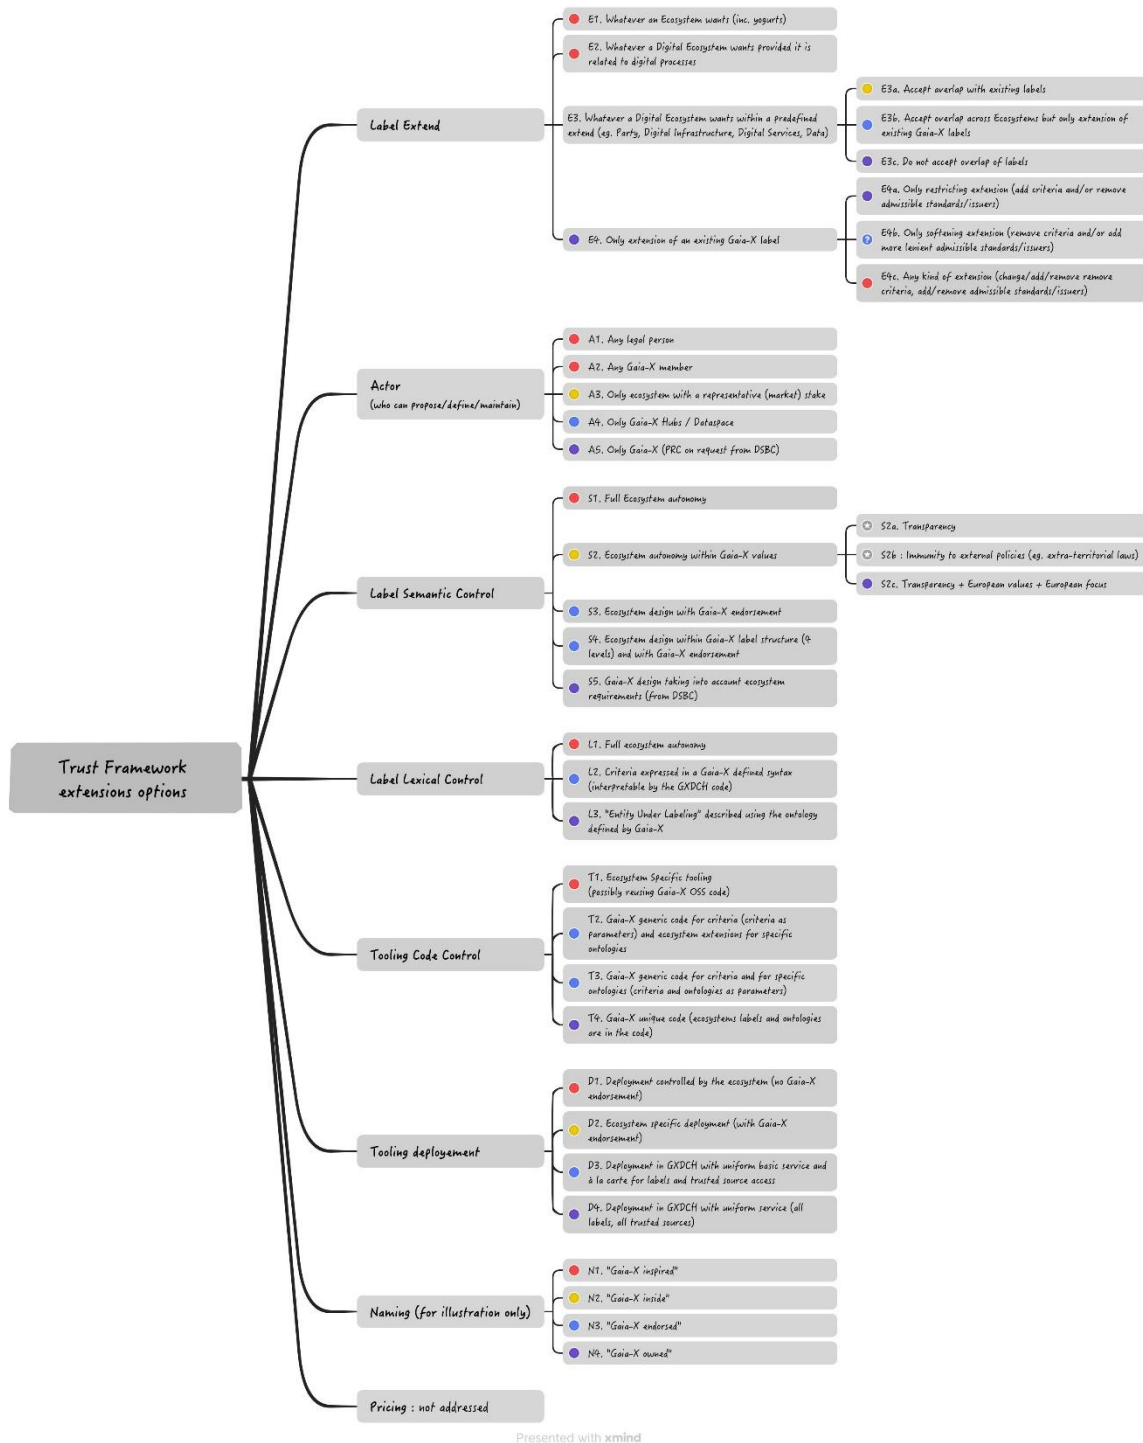 Trust Framework
extensions options
Label Extend
E1. Whatever an Ecosystem wants (inc. yogurts)
E2. Whatever a Digital Ecosystem wants provided it is
related to digital processes
E3. Whatever a Digital Ecosystem wants within a predefined
extend (eg. Party, Digital Infrastructure, Digital Services, Data)
E3a. Accept overlap with existing labels
E3b. Accept overlap across Ecosystems but only extension of
existing Gaia-X labels
E3c. Do not accept overlap of labels
E4. Only extension of an existing Gaia-X label
E4a. Only restricting extension (add criteria and/or remove
admissible standards/issuers)
E4b. Only softening extension (remove criteria and/or add
more lenient admissible standards/issuers)
E4c. Any kind of extension (change/add/remove remove
criteria, add/remove admissible standards/issuers)
Actor
(who can propose/define/maintain)
A1. Any legal person
A2. Any Gaia-X member
A3. Only ecosystem with a representative (market) stake
A4. Only Gaia-X Hubs / Dataspace
A5. Only Gaia-X (PRC on request from DSBC)
Label Semantic Control
S1. Full Ecosystem autonomy
S2. Ecosystem autonomy within Gaia-X values
S2a. Transparency
S2b : Immunity to external policies (eg. extra-territorial laws)
S2c. Transparency + European values + European focus
S3. Ecosystem design with Gaia-X endorsement
S4. Ecosystem design within Gaia-X label structure (4
levels) and with Gaia-X endorsement
S5. Gaia-X design taking into account ecosystem
requirements (from DSBC)
Label Lexical Control
L1. Full ecosystem autonomy
L2. Criteria expressed in a Gaia-X defined syntax
(interpretable by the GXDCH code)
L3. "Entity Under Labeling" described using the ontology
defined by Gaia-X
Tooling Code Control
T1. Ecosystem Specific tooling
(possibly reusing Gaia-X OSS code)
T2. Gaia-X generic code for criteria (criteria as
parameters) and ecosystem extensions for specific
ontologies
T3. Gaia-X generic code for criteria and for specific
ontologies (criteria and ontologies as parameters)
T4. Gaia-X unique code (ecosystems labels and ontologies
are in the code)
Tooling deployement
D1. Deployment controlled by the ecosystem (no Gaia-X
endorsement)
D2. Ecosystem specific deployment (with Gaia-X
endorsement)
D3. Deployment in GXDCH with uniform basic service and
à la carte for labels and trusted source access
D4. Deployment in GXDCH with uniform service (all
labels, all trusted sources)
Naming (for illustration only)
N1. "Gaia-X inspired"
N2. "Gaia-X inside"
N3. "Gaia-X endorsed"
N4. "Gaia-X owned"
Pricing : not addressed
Presented with xmind